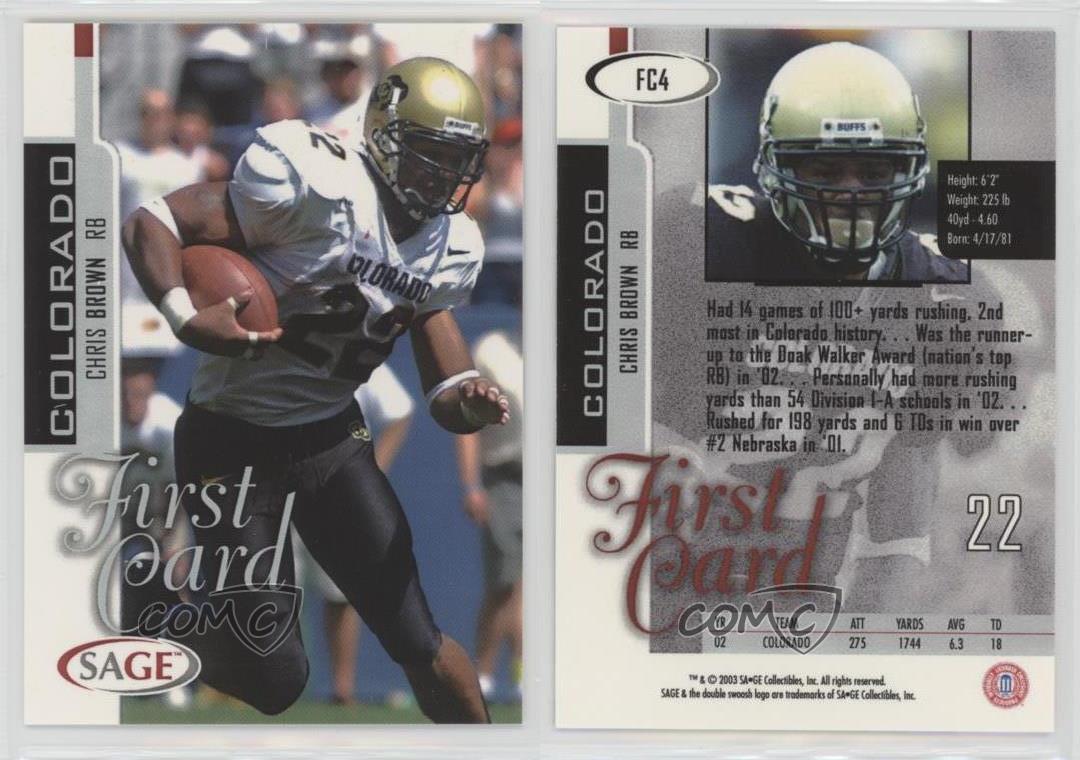 COLORADO
CHRIS BROWN RB
22
COLORADO
22
First
Card
COMC
SAGE™
FC4
BUFFS
Height: 6'2"
Weight: 225 lb
40yd - 4.60
Born: 4/17/81
COLORADO
CHRIS BROWN RB
Had 14 games of 100+ yards rushing, 2nd
most in Colorado history. . . Was the runner-
up to the Doak Walker Award (nation's top
RB) in '02. . . Personally had more rushing
yards than 54 Division I-A schools in '02. . .
Rushed for 198 yards and 6 TDs in win over
#2 Nebraska in '01.
First
Card
22
COMC
YR TEAM ATT YARDS AVG TD
02 COLORADO 275 1744 6.3 18
™ & © 2003 SA•GE Collectibles, Inc. All rights reserved.
SAGE & the double swoosh logo are trademarks of SA•GE Collectibles, Inc.